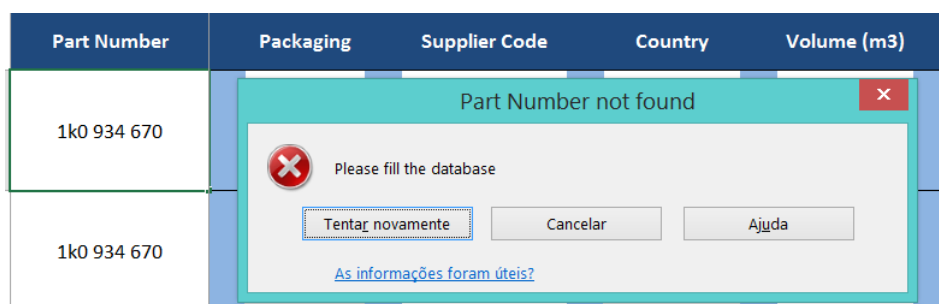 Part Number Packaging Supplier Code Country Volume (m3)
Part Number not found
1k0 934 670
Please fill the database
Tentar novamente Cancelar Ajuda
1k0 934 670
As informações foram úteis?